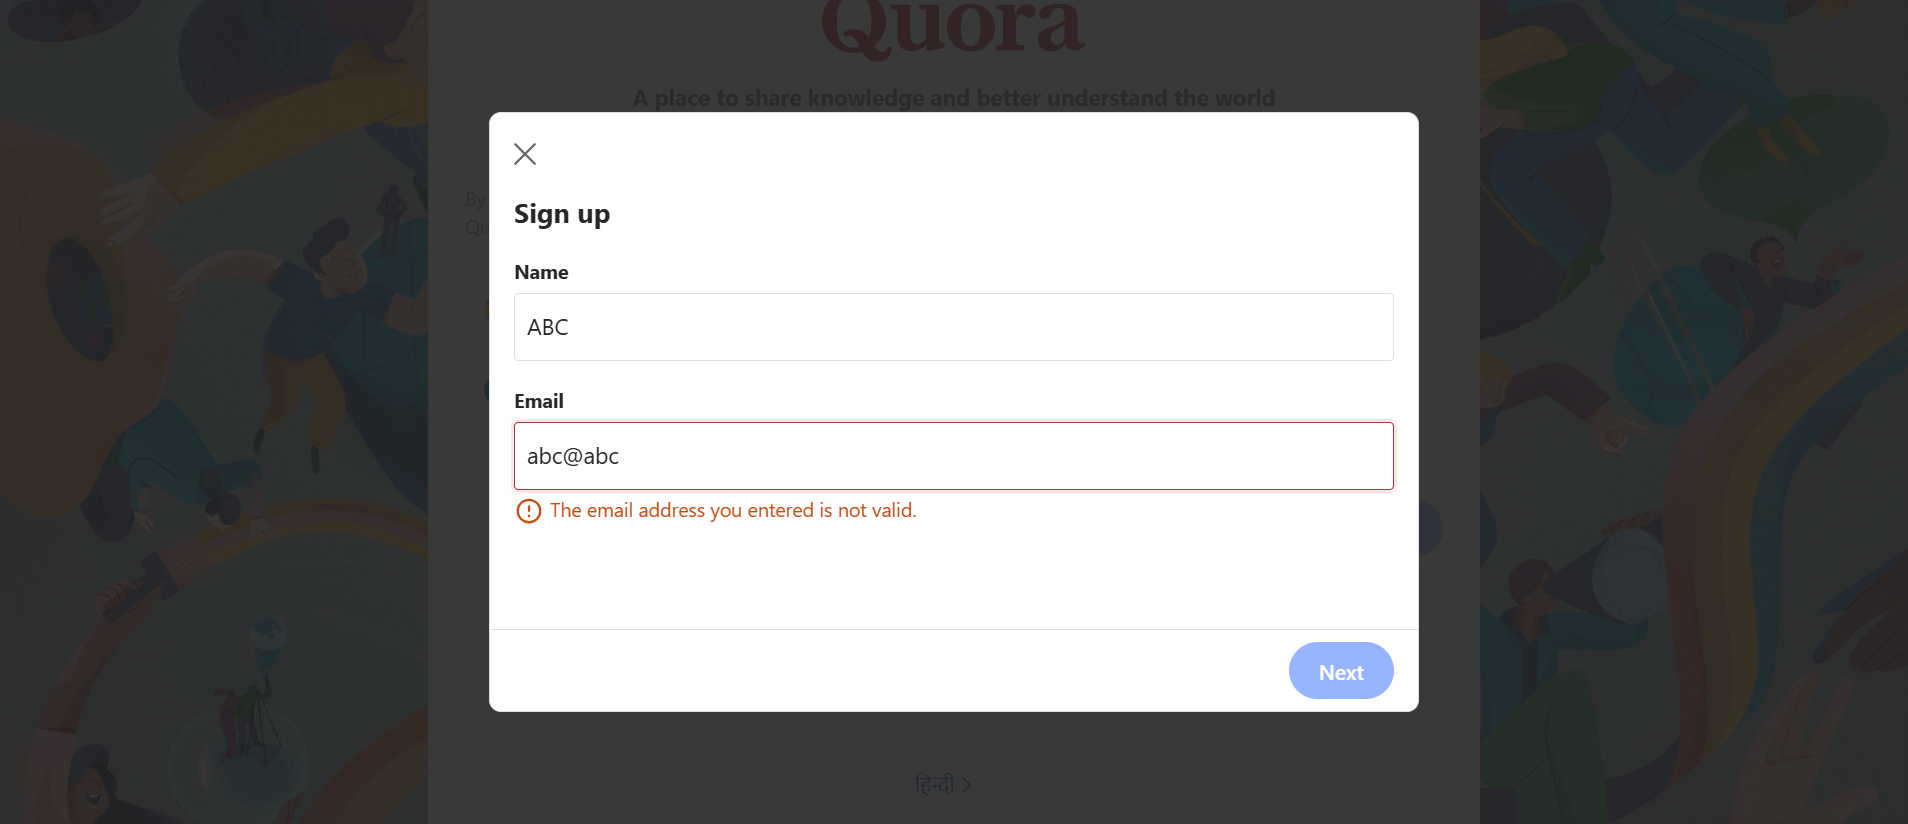 Quora
A place to share knowledge and better understand the world
By
Qu
Sign up
Name
ABC
Email
abc@abc
The email address you entered is not valid.
Next
हिन्दी